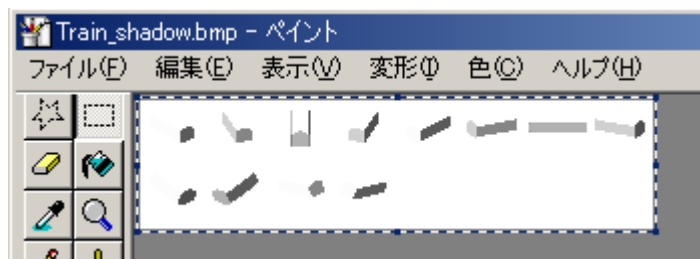 Train_shadow.bmp - ペイント
ファイル(F) 編集(E) 表示(V) 変形(I) 色(C) ヘルプ(H)